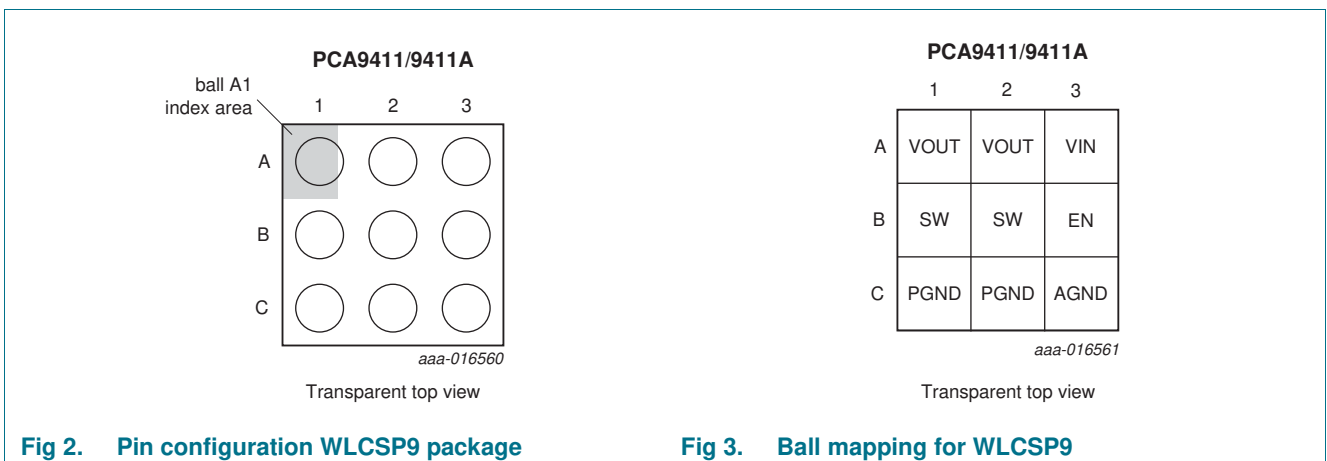 PCA9411/9411A
ball A1
index area
1 2 3
A
B
C
aaa-016560
Transparent top view
Fig 2. Pin configuration WLCSP9 package
PCA9411/9411A
1 2 3
A VOUT VOUT VIN
B SW SW EN
C PGND PGND AGND
aaa-016561
Transparent top view
Fig 3. Ball mapping for WLCSP9